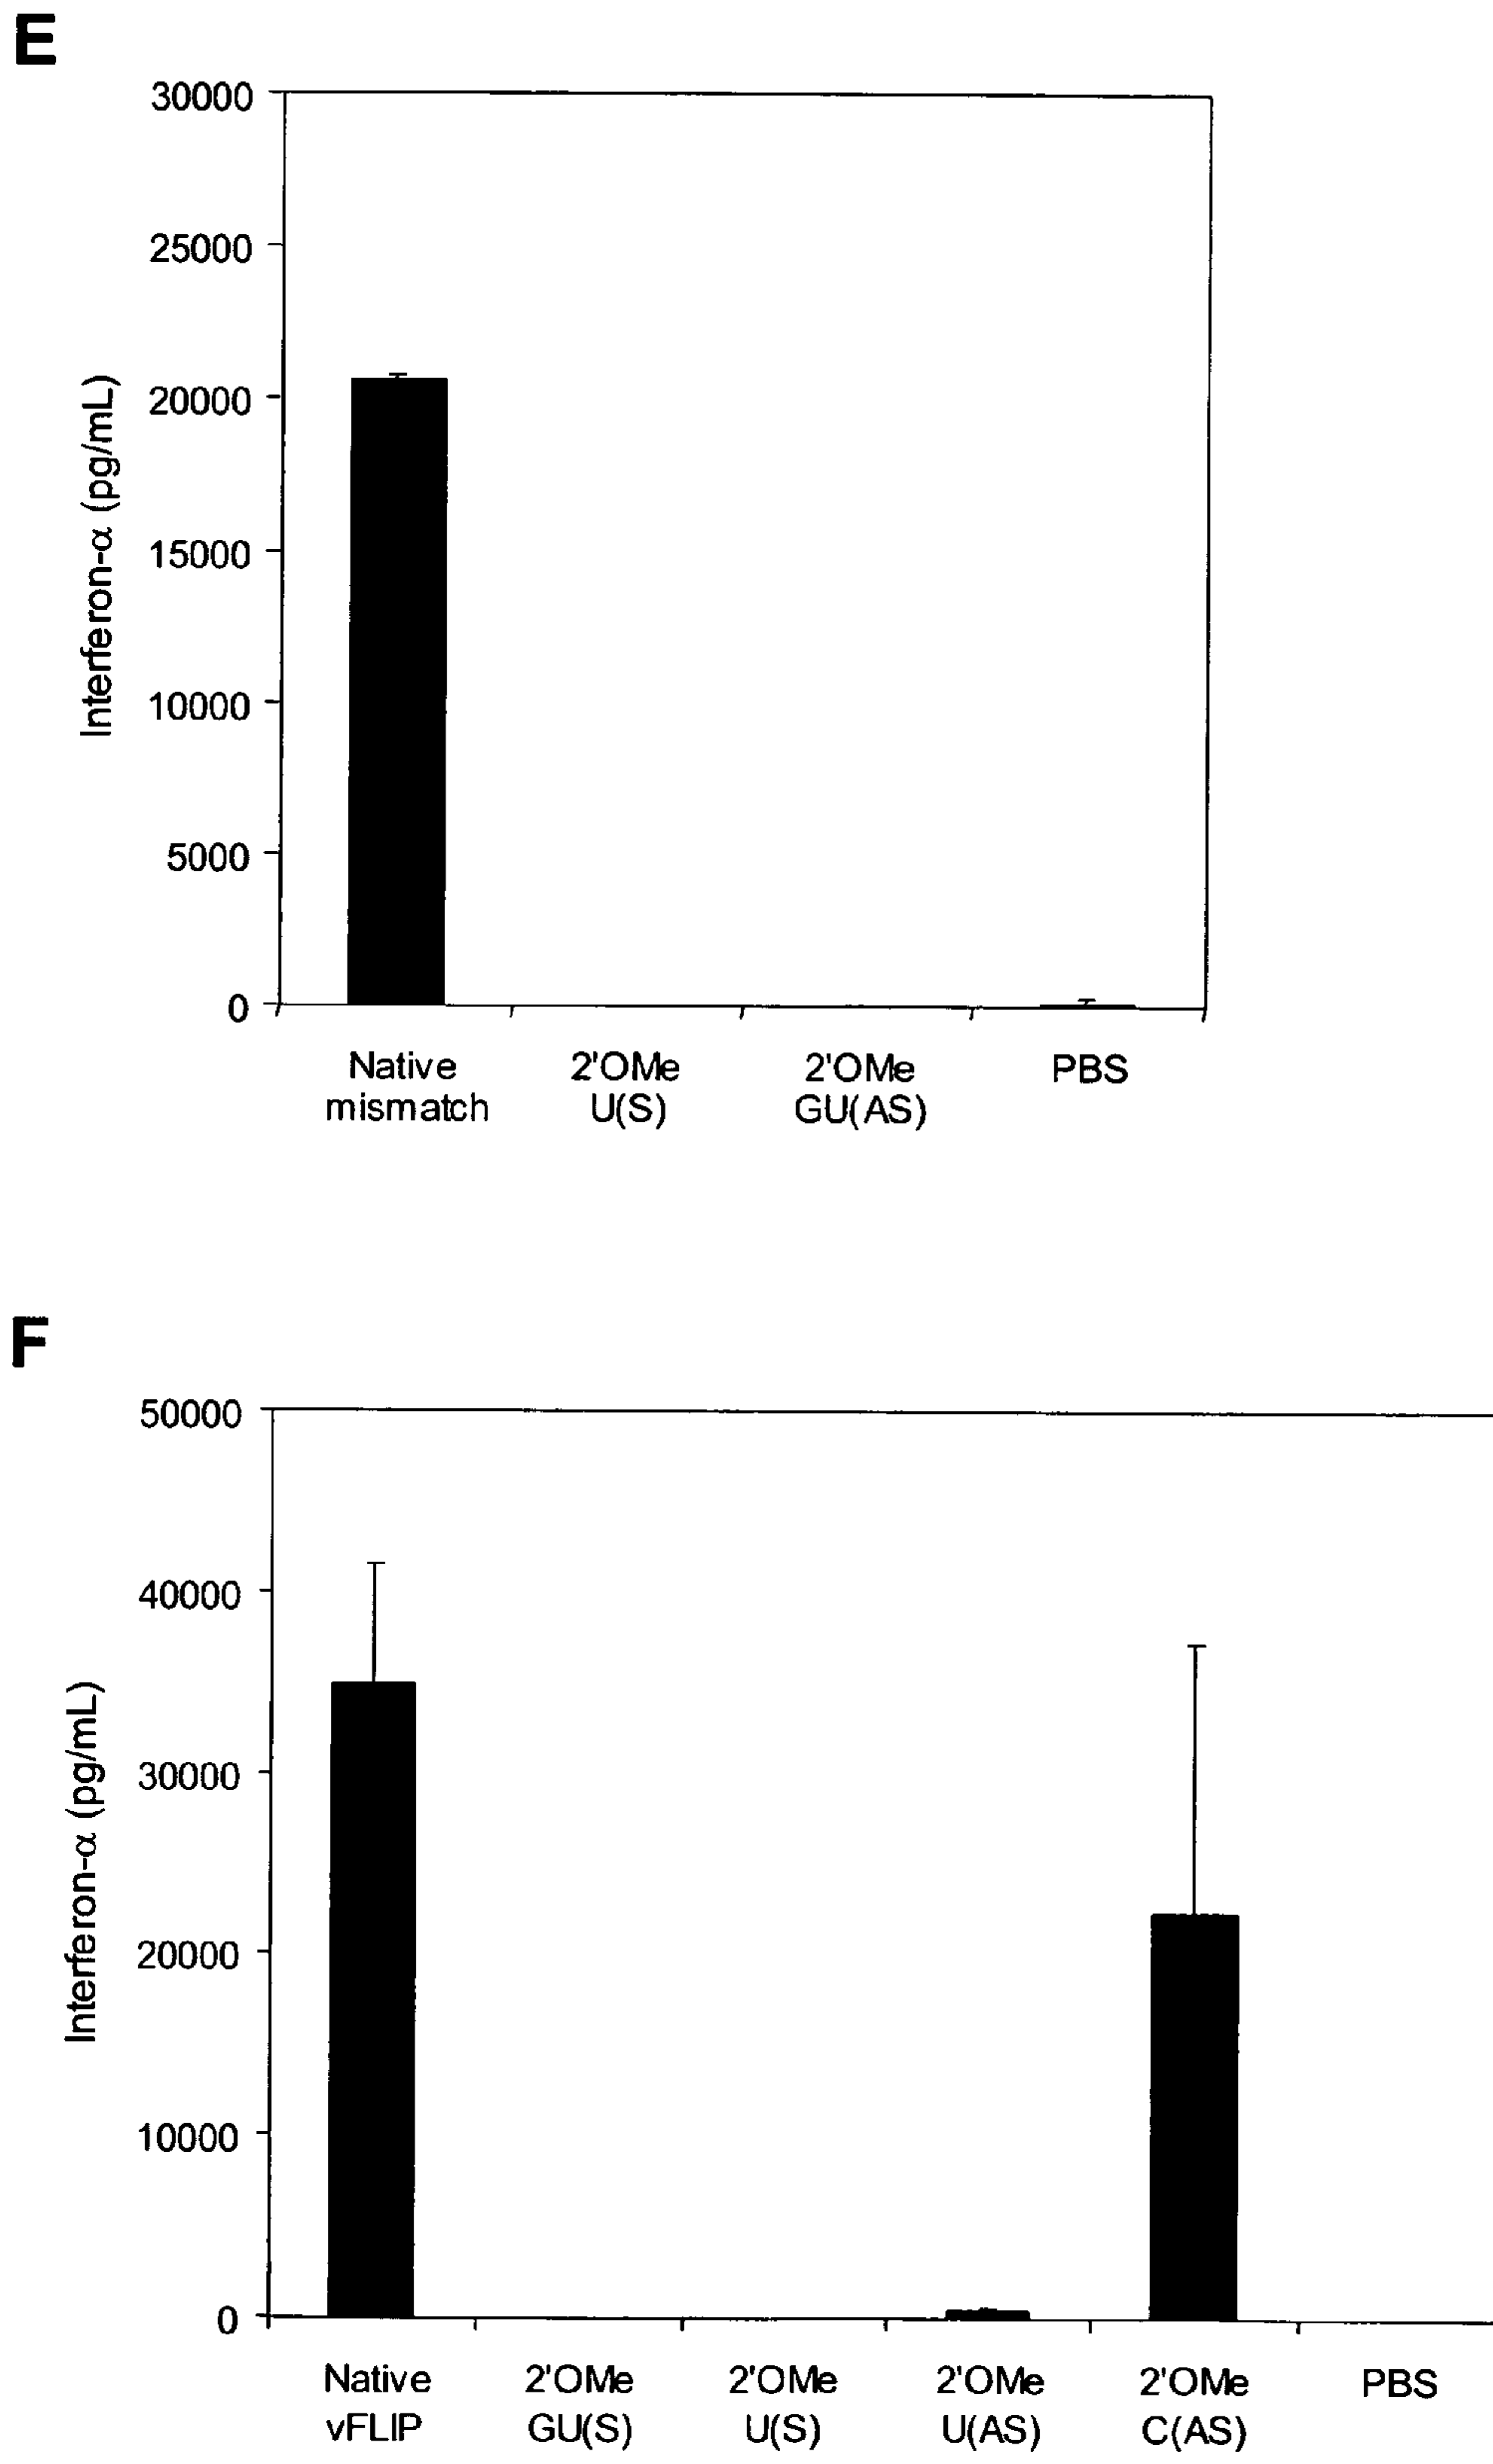 E
30000
25000
20000
15000
10000
5000
0
Interferon-α (pg/mL)
Native 2'OMe 2'OMe PBS
mismatch U(S) GU(AS)
F
50000
40000
30000
20000
10000
0
Interferon-α (pg/mL)
Native 2'OMe 2'OMe 2'OMe 2'OMe PBS
vFLIP GU(S) U(S) U(AS) C(AS)